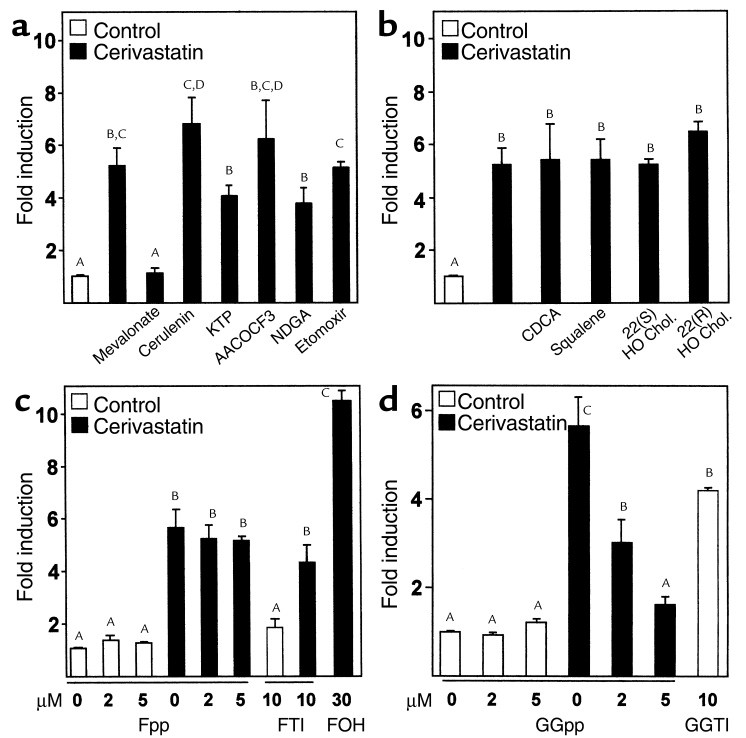 a
Control
Cerivastatin
Fold induction
10
8
6
4
2
A
B,C
A
C,D
B
B,C,D
B
C
Mevalonate
Cerulenin
KTP
AACOCF3
NDGA
Etomoxir
b
Control
Cerivastatin
Fold induction
10
8
6
4
2
A
B
B
B
B
B
CDCA
Squalene
22(S)
HO Chol.
22(R)
HO Chol.
c
Control
Cerivastatin
Fold induction
10
8
6
4
2
A
A
A
B
B
B
A
B
C
μM 0 2 5 0 2 5 10 10 30
Fpp FTI FOH
d
Control
Cerivastatin
Fold induction
6
4
2
A
A
A
C
B
A
B
μM 0 2 5 0 2 5 10
GGpp GGTI